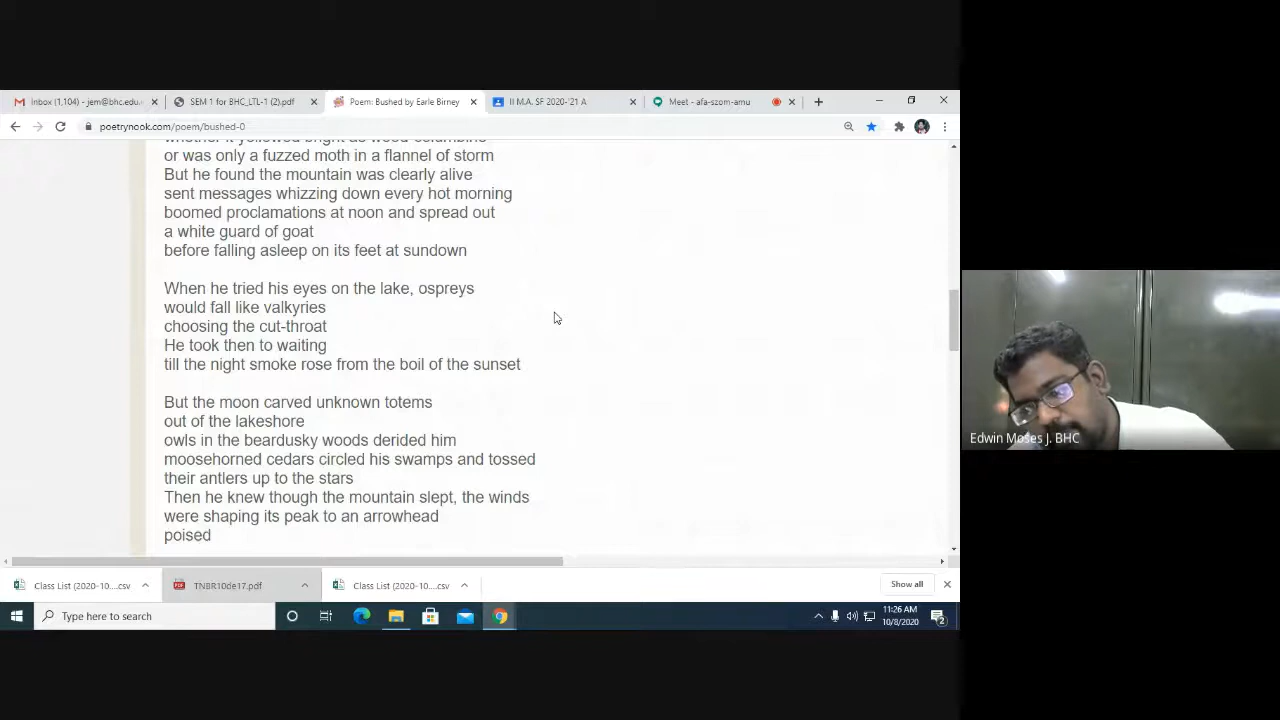 Inbox (1,104) - jem@bhc.edu.
SEM 1 for BHC_LTL-1 (2).pdf
Poem: Bushed by Earle Birney
II M.A. SF 2020-'21 A
Meet - afa-szom-amu
poetrynook.com/poem/bushed-0
whether it yellowed bright as wood columbine
or was only a fuzzed moth in a flannel of storm
But he found the mountain was clearly alive
sent messages whizzing down every hot morning
boomed proclamations at noon and spread out
a white guard of goat
before falling asleep on its feet at sundown
When he tried his eyes on the lake, ospreys
would fall like valkyries
choosing the cut-throat
He took then to waiting
till the night smoke rose from the boil of the sunset
But the moon carved unknown totems
out of the lakeshore
owls in the beardusky woods derided him
moosehorned cedars circled his swamps and tossed
their antlers up to the stars
Then he knew though the mountain slept, the winds
were shaping its peak to an arrowhead
poised
Edwin Moses J. BHC
Class List (2020-10....csv
TNBR10de17.pdf
Class List (2020-10....csv
Show all
Type here to search
11:26 AM
10/8/2020
2